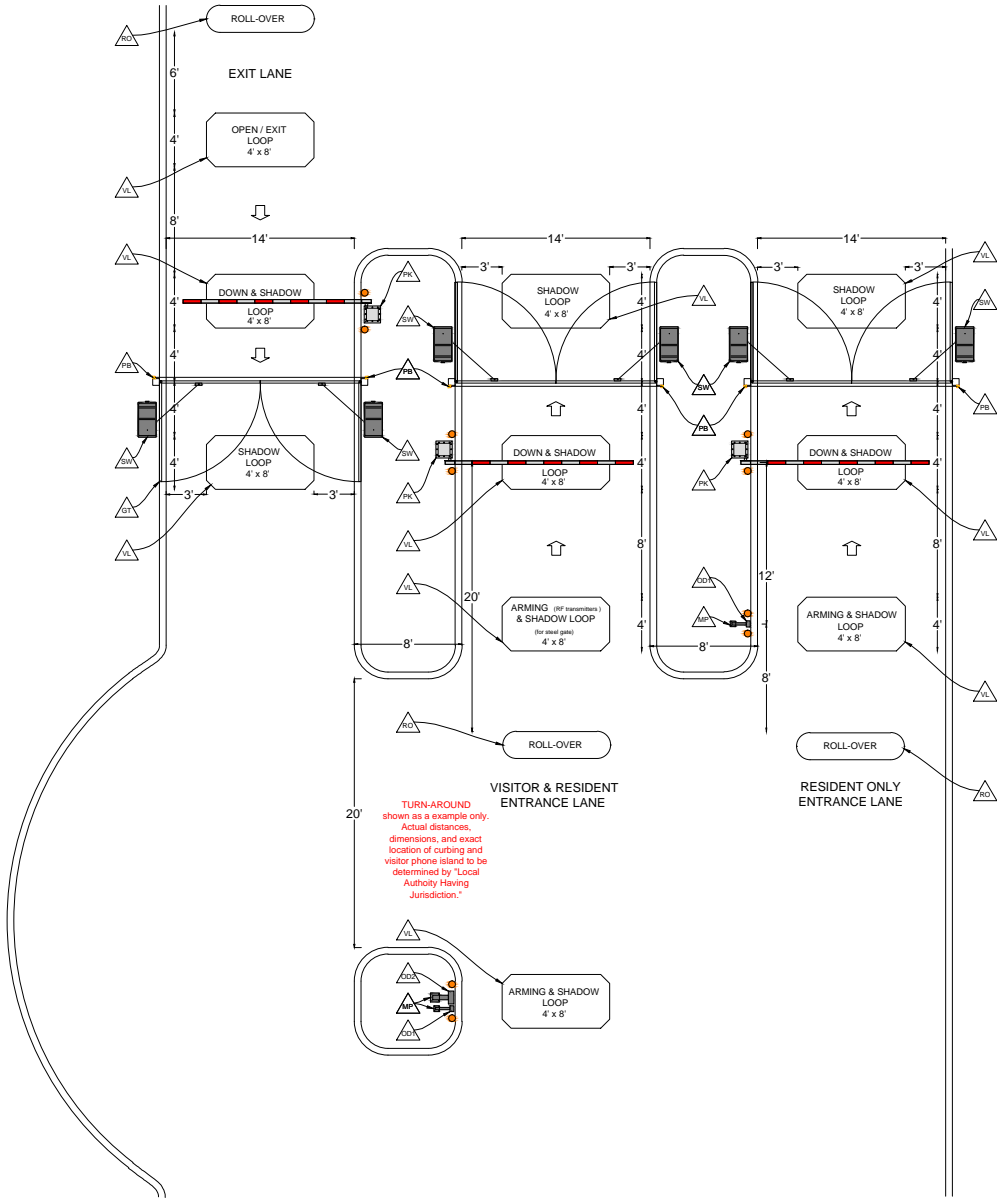 ROLL-OVER
RO
6'
EXIT LANE
OPEN / EXIT
LOOP
4' x 8'
4'
VL
8'
14'
14'
14'
VL
DOWN & SHADOW
LOOP
4' x 8'
4'
PK
3'
3'
SHADOW
LOOP
4' x 8'
4'
VL
3'
3'
SHADOW
LOOP
4' x 8'
4'
VL
SW
SW
4'
4'
4'
PB
PB
SW
PB
PB
4'
4'
4'
SW
SW
SHADOW
LOOP
4' x 8'
4'
3'
3'
GT
VL
PK
DOWN & SHADOW
LOOP
4' x 8'
4'
VL
PK
DOWN & SHADOW
LOOP
4' x 8'
4'
VL
8'
8'
VL
20'
ARMING (RF transmitters )
& SHADOW LOOP
(for steel gate)
4' x 8'
4'
OD1
MP
12'
ARMING & SHADOW
LOOP
4' x 8'
4'
VL
8'
8'
8'
RO
ROLL-OVER
ROLL-OVER
RO
VISITOR & RESIDENT
ENTRANCE LANE
RESIDENT ONLY
ENTRANCE LANE
20'
TURN-AROUND
shown as a example only.
Actual distances,
dimensions, and exact
location of curbing and
visitor phone island to be
determined by "Local
Authoity Having
Jurisdiction."
VL
OD2
MP
OD1
ARMING & SHADOW
LOOP
4' x 8'